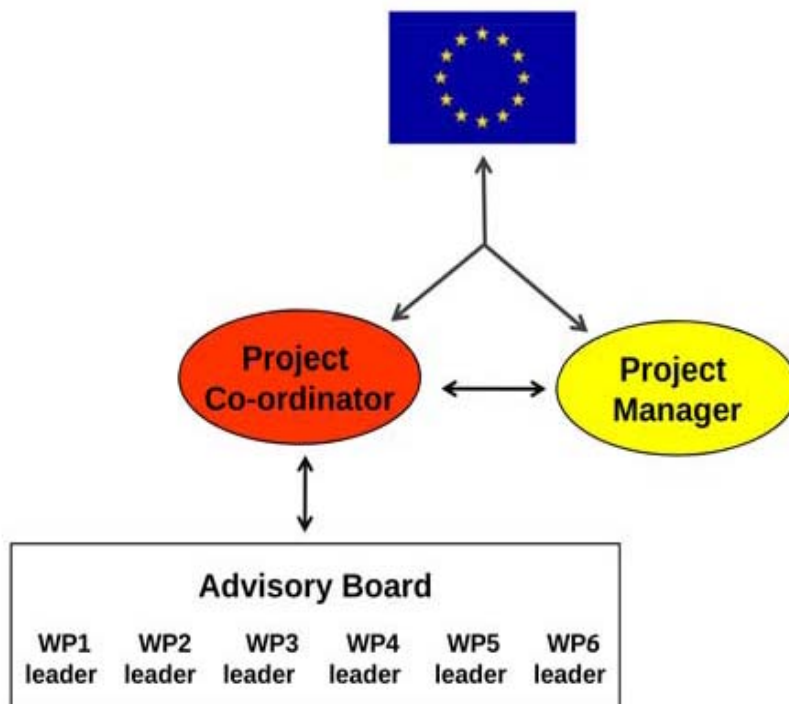 Project
Co-ordinator
Project
Manager
Advisory Board
WP1 WP2 WP3 WP4 WP5 WP6
leader leader leader leader leader leader